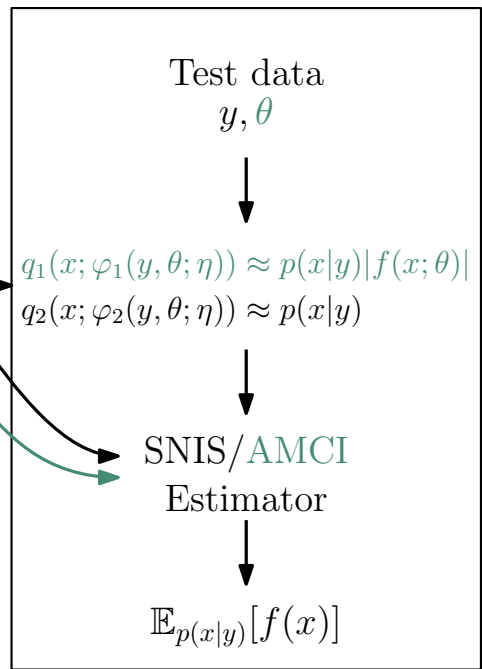 Test data
y, θ
q₁(x; φ₁(y, θ; η)) ≈ p(x|y)|f(x; θ)|
q₂(x; φ₂(y, θ; η)) ≈ p(x|y)
SNIS/AMCI
Estimator
𝔼ₚ₍ₓ|ᵧ₎[f(x)]